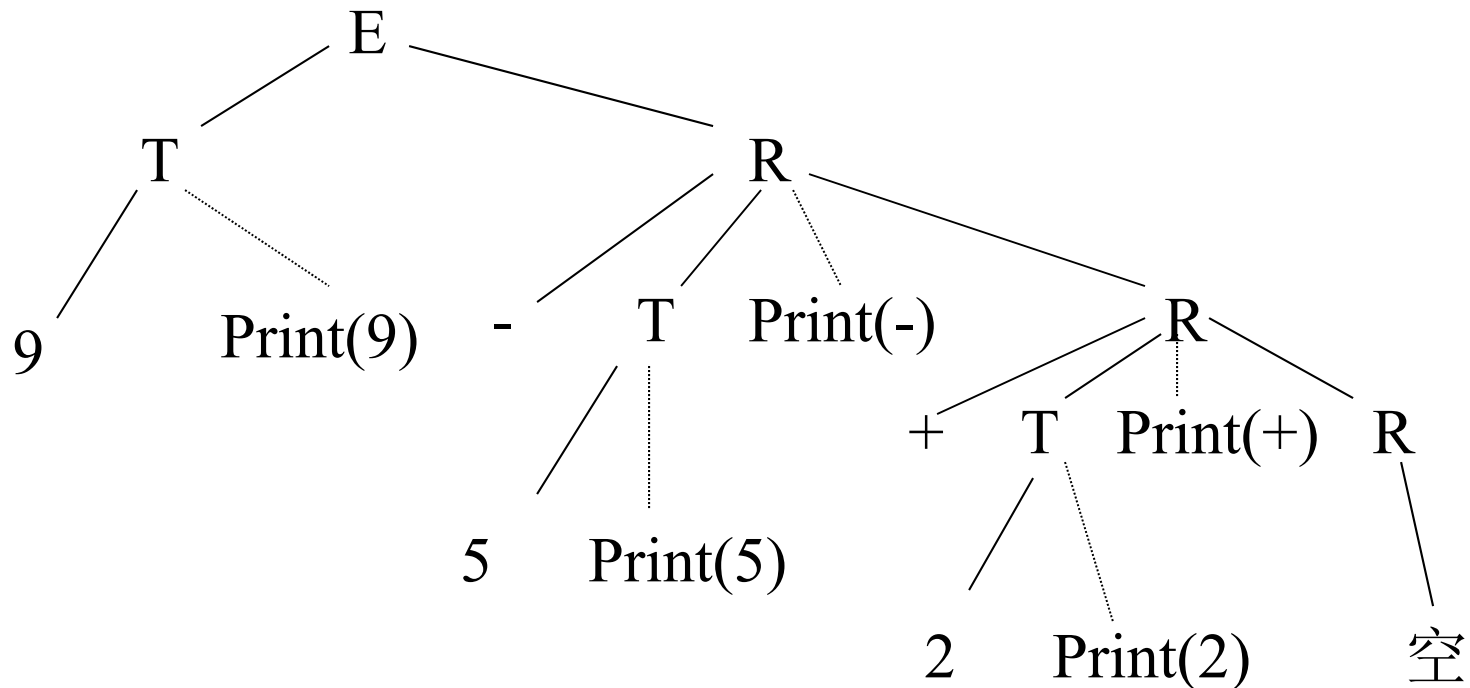 E
T R
9 Print(9) - T Print(-) R
+ T Print(+) R
5 Print(5)
2 Print(2) 空